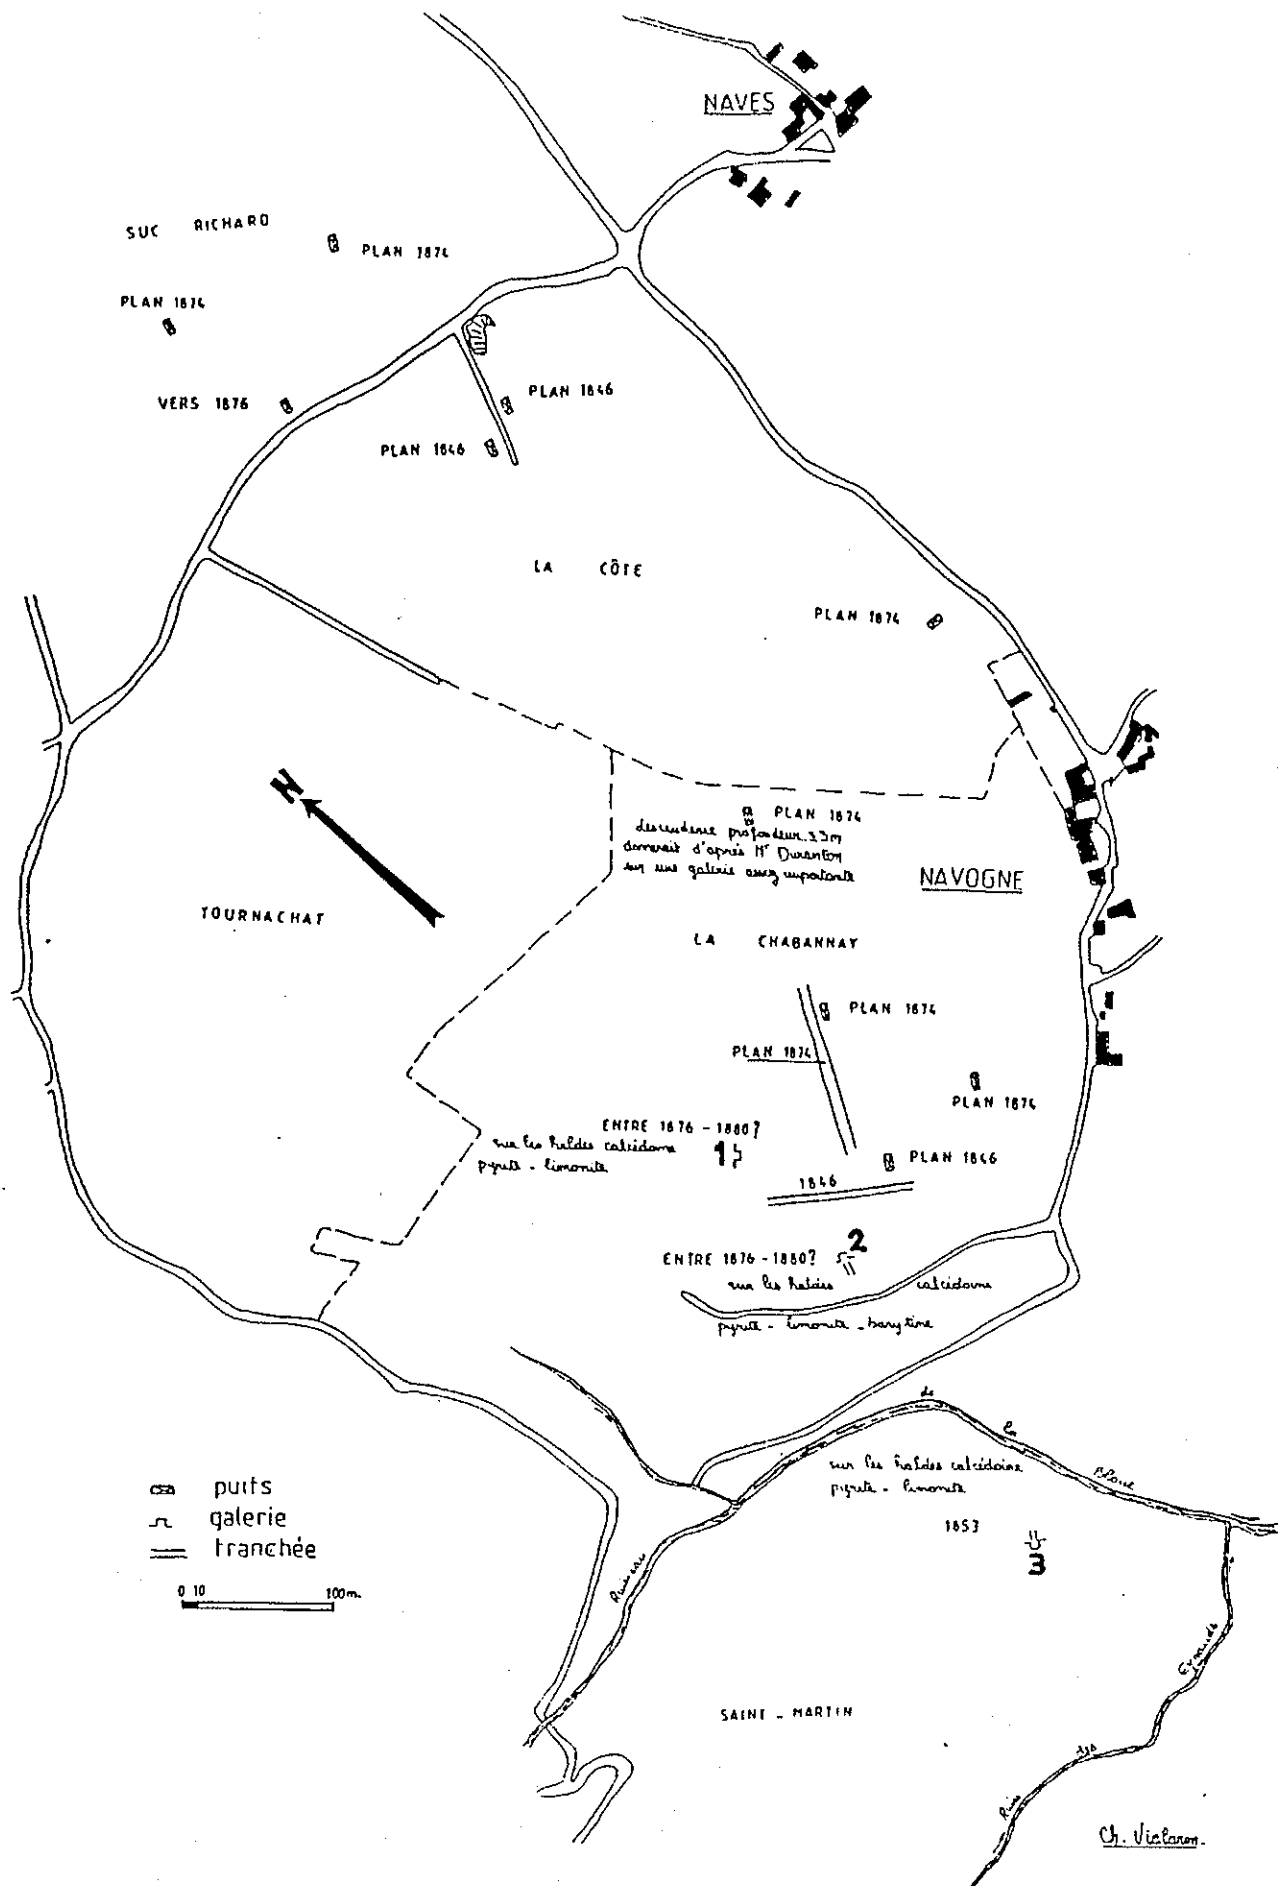 NAVES
SUC RICHARD
PLAN 1874
PLAN 1874
VERS 1876
PLAN 1846
PLAN 1846
LA CÔTE
PLAN 1874
N
PLAN 1874
descenderie profondeur 33m
donnerait d'après Mr Duranton
sur une galerie assez importante
NAVOGNE
TOURNACHAT
LA CHABANNAY
PLAN 1874
PLAN 1874
PLAN 1874
ENTRE 1876 - 1880?
sur les haldes calcédoine
pyrite - limonite
1
PLAN 1846
1846
2
ENTRE 1876 - 1880?
sur les haldes calcédoine
pyrite - limonite - barytine
Ruisseau de la
sur les haldes calcédoine
pyrite - limonite
1853
3
puits
galerie
tranchée
0 10 100m.
SAINT - MARTIN